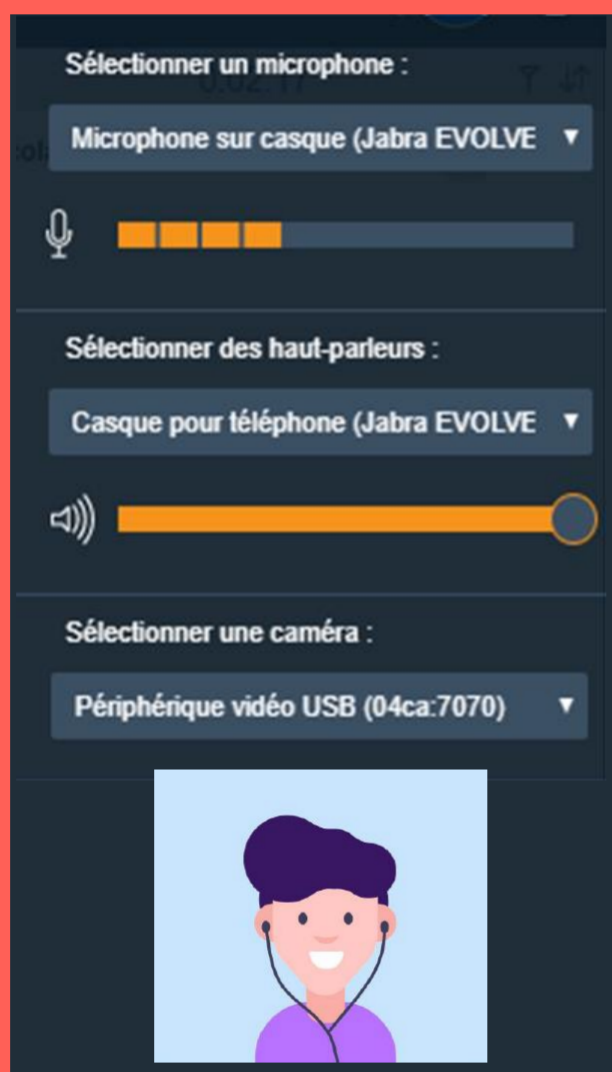 Sélectionner un microphone :
Microphone sur casque (Jabra EVOLVE
Sélectionner des haut-parleurs :
Casque pour téléphone (Jabra EVOLVE
Sélectionner une caméra :
Périphérique vidéo USB (04ca:7070)